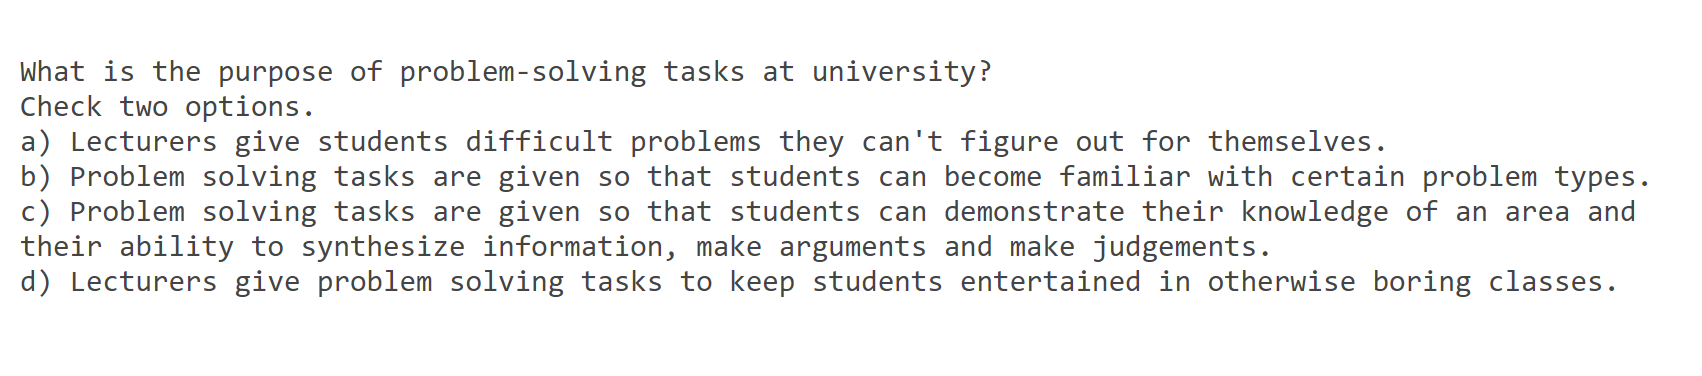 What is the purpose of problem-solving tasks at university?
Check two options.
a) Lecturers give students difficult problems they can't figure out for themselves.
b) Problem solving tasks are given so that students can become familiar with certain problem types.
c) Problem solving tasks are given so that students can demonstrate their knowledge of an area and
their ability to synthesize information, make arguments and make judgements.
d) Lecturers give problem solving tasks to keep students entertained in otherwise boring classes.